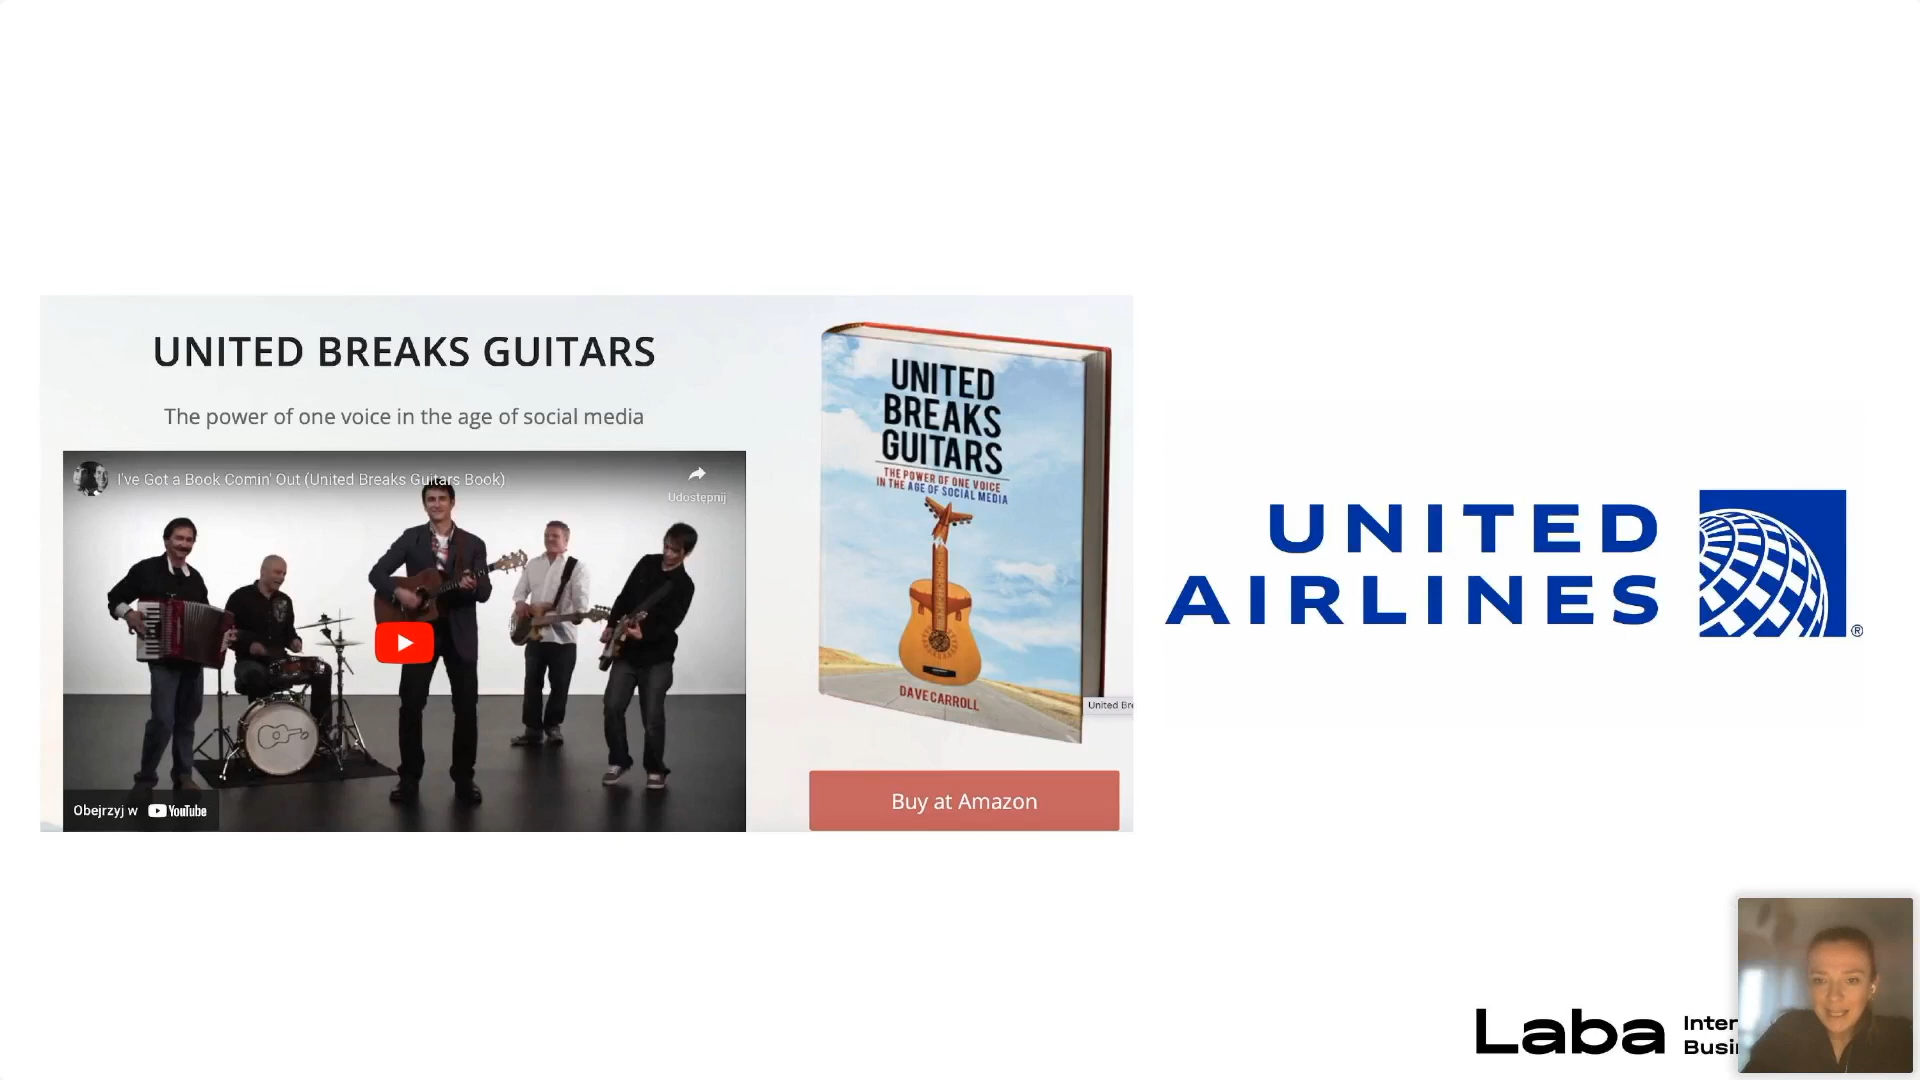 UNITED BREAKS GUITARS
The power of one voice in the age of social media
I've Got a Book Comin' Out (United Breaks Guitars Book)
Udostępnij
Obejrzyj w YouTube
UNITED
BREAKS
GUITARS
THE POWER OF ONE VOICE
IN THE AGE OF SOCIAL MEDIA
DAVE CARROLL
United Bre
Buy at Amazon
UNITED
AIRLINES
®
Laba
Inter
Busi